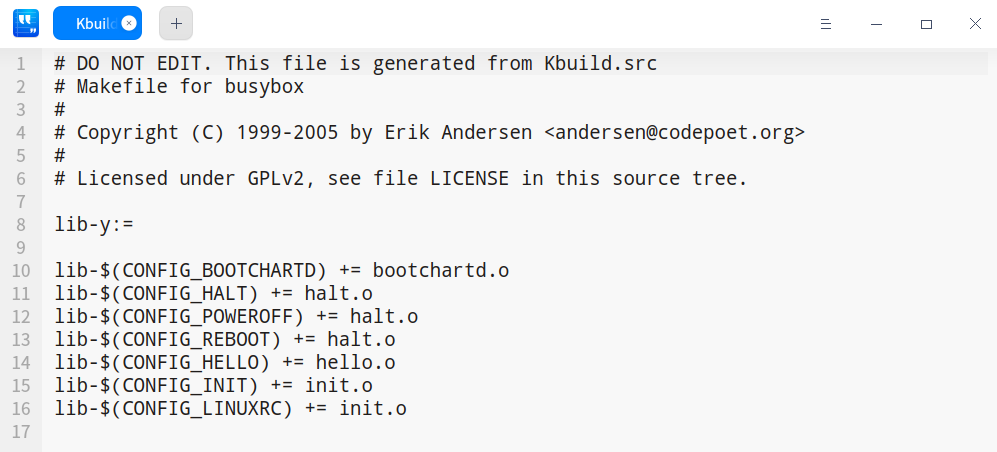 Kbuild
1 # DO NOT EDIT. This file is generated from Kbuild.src
2 # Makefile for busybox
3 #
4 # Copyright (C) 1999-2005 by Erik Andersen <andersen@codepoet.org>
5 #
6 # Licensed under GPLv2, see file LICENSE in this source tree.
7
8 lib-y:=
9
10 lib-$(CONFIG_BOOTCHARTD) += bootchartd.o
11 lib-$(CONFIG_HALT) += halt.o
12 lib-$(CONFIG_POWEROFF) += halt.o
13 lib-$(CONFIG_REBOOT) += halt.o
14 lib-$(CONFIG_HELLO) += hello.o
15 lib-$(CONFIG_INIT) += init.o
16 lib-$(CONFIG_LINUXRC) += init.o
17